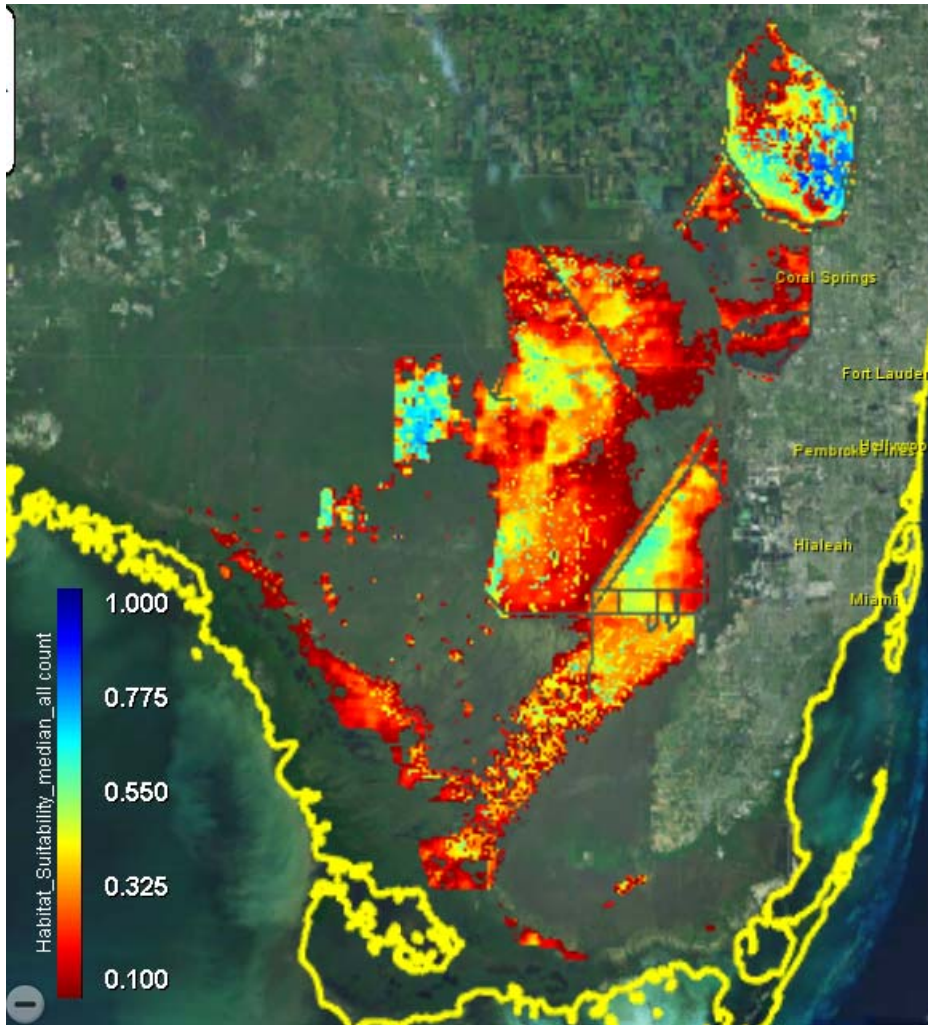 Coral Springs
Fort Lauder
Pembroke Pines
Hollywoo
Hialeah
Miami
Habitat_Suitability_median_all count
1.000
0.775
0.550
0.325
0.100